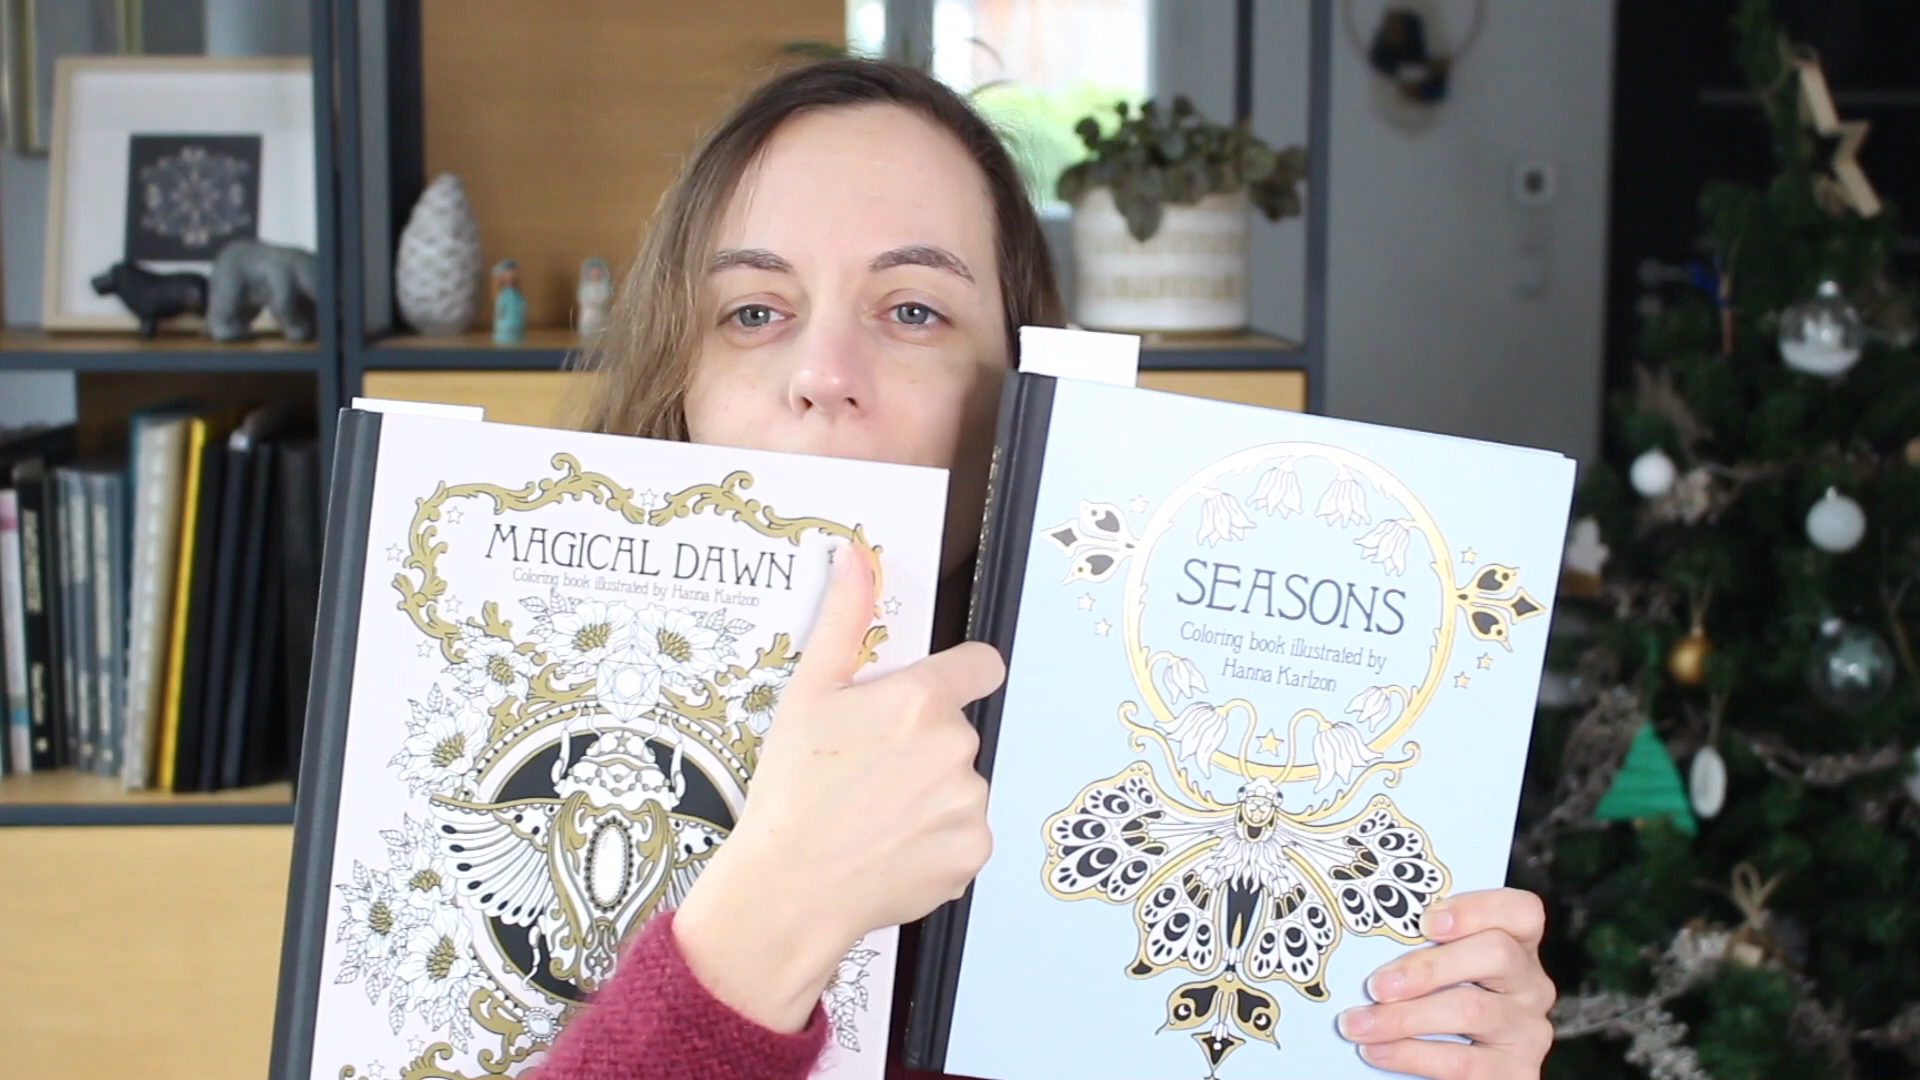 MAGICAL DAWN
Coloring book illustrated by Hanna Karlzon
SEASONS
Coloring book illustrated by
Hanna Karlzon